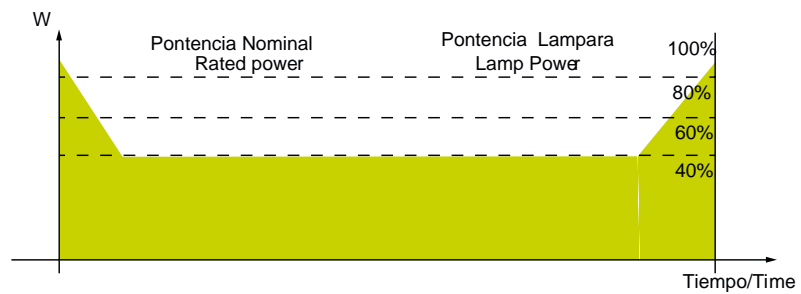 W
Pontencia Nominal
Rated power
Pontencia Lampara
Lamp Power
100%
80%
60%
40%
Tiempo/Time